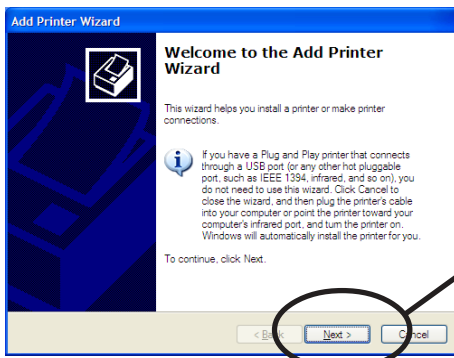 Add Printer Wizard
Welcome to the Add Printer
Wizard
This wizard helps you install a printer or make printer
connections.
If you have a Plug and Play printer that connects
through a USB port (or any other hot pluggable
port, such as IEEE 1394, infrared, and so on), you
do not need to use this wizard. Click Cancel to
close the wizard, and then plug the printer's cable
into your computer or point the printer toward your
computer's infrared port, and turn the printer on.
Windows will automatically install the printer for you.
To continue, click Next.
< Back Next > Cancel